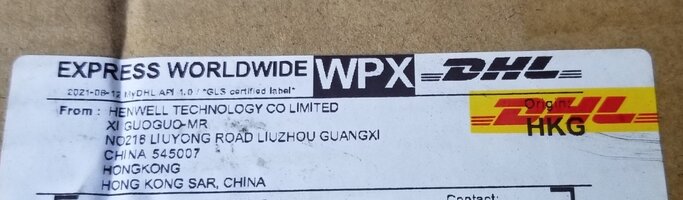 EXPRESS WORLDWIDE WPX DHL
2021-08-12 MyDHL API 1.0 / *GLS certified label*
From : HENWELL TECHNOLOGY CO LIMITED
XI GUOGUO-MR
NO218 LIUYONG ROAD LIUZHOU GUANGXI
CHINA 545007
HONGKONG
HONG KONG SAR, CHINA
DHL
Origin:
HKG
Contact: